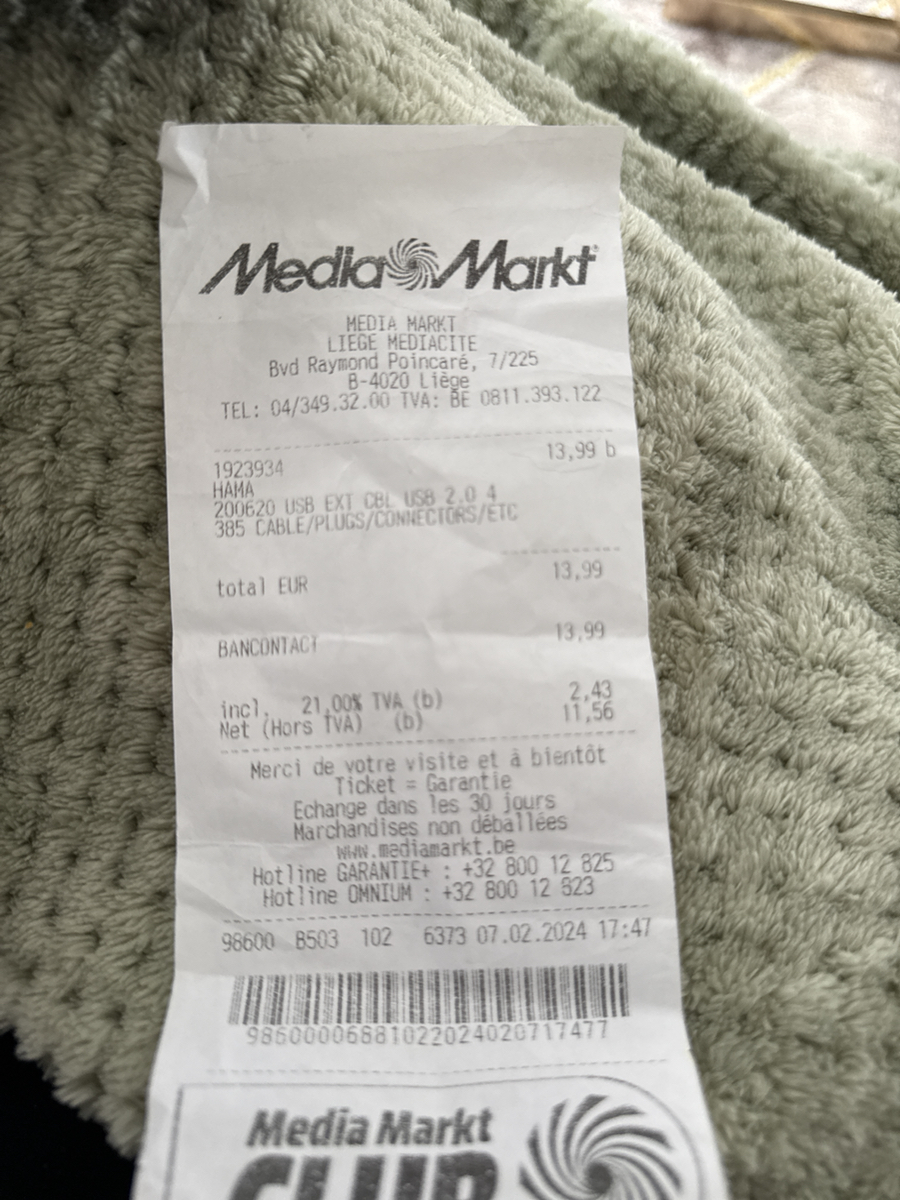 Media Markt
MEDIA MARKT
LIEGE MEDIACITE
Bvd Raymond Poincaré, 7/225
B-4020 Liège
TEL: 04/349.32.00 TVA: BE 0811.393.122
13,99 b
1923934
HAMA
200620 USB EXT CBL USB 2.0 4
385 CABLE/PLUGS/CONNECTORS/ETC
total EUR 13,99
BANCONTACT 13,99
incl. 21,00% TVA (b) 2,43
Net (Hors TVA) (b) 11,56
Merci de votre visite et à bientôt
Ticket = Garantie
Echange dans les 30 jours
Marchandises non déballées
www.mediamarkt.be
Hotline GARANTIE+ : +32 800 12 825
Hotline OMNIUM : +32 800 12 823
98600 B503 102 6373 07.02.2024 17:47
98600006881022024020717477
Media Markt
CLUB